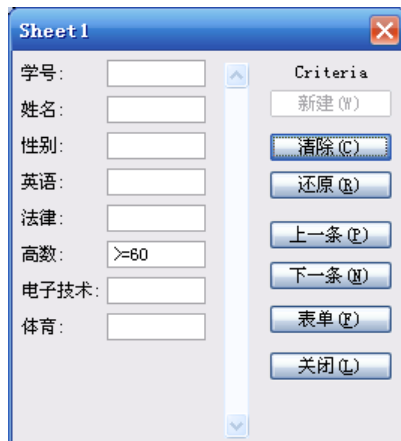 Sheet1
学号:
姓名:
性别:
英语:
法律:
高数: >=60
电子技术:
体育:
Criteria
新建(W)
清除(C)
还原(R)
上一条(P)
下一条(N)
表单(F)
关闭(L)